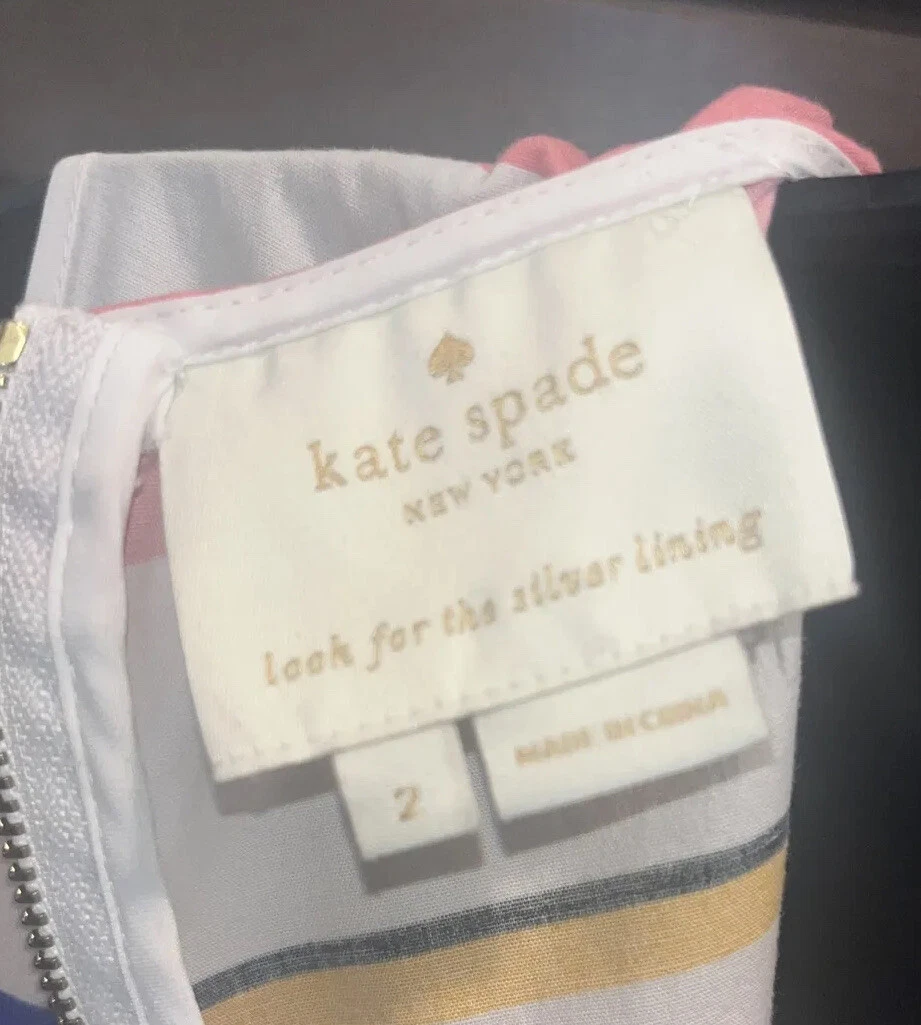 kate spade
NEW YORK
look for the silver lining
2
MADE IN CHINA